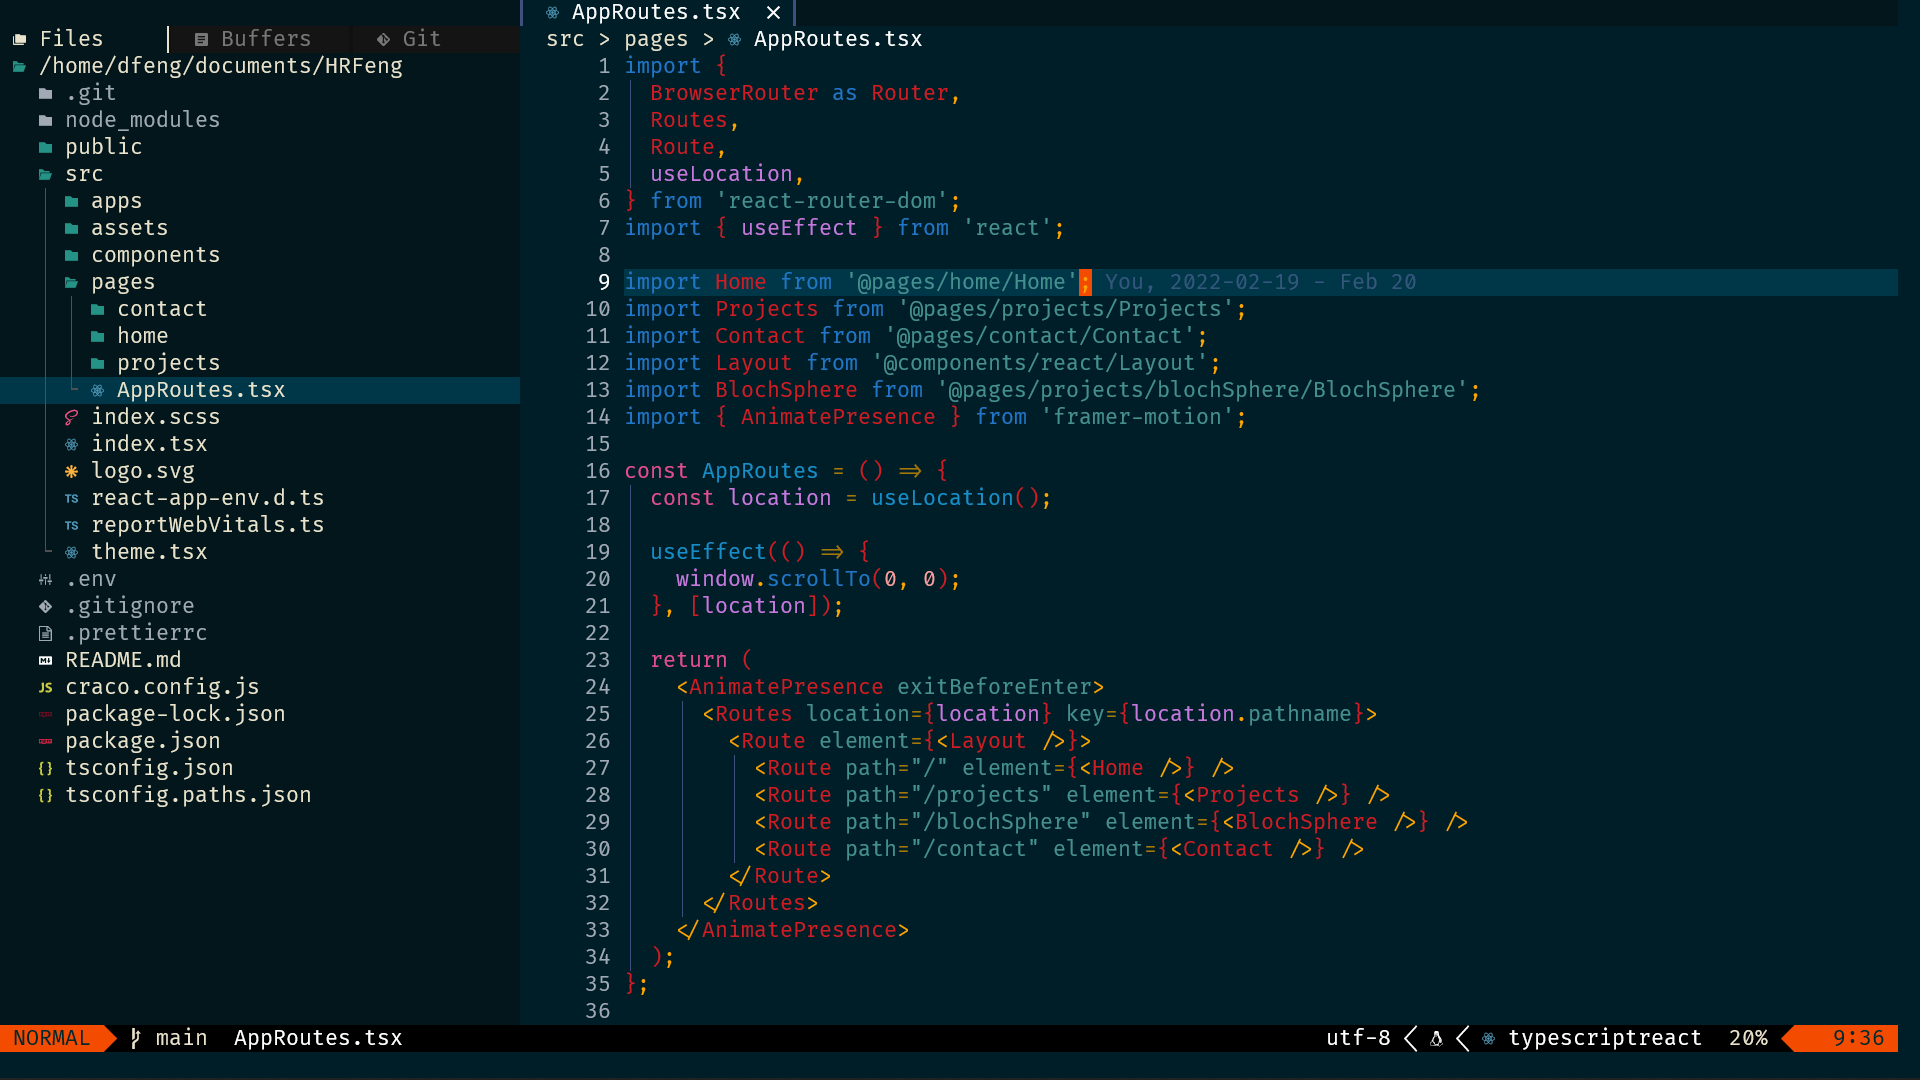 Files Buffers Git
/home/dfeng/documents/HRFeng
.git
node_modules
public
src
apps
assets
components
pages
contact
home
projects
AppRoutes.tsx
index.scss
index.tsx
logo.svg
TS react-app-env.d.ts
TS reportWebVitals.ts
theme.tsx
.env
.gitignore
.prettierrc
README.md
JS craco.config.js
package-lock.json
package.json
{} tsconfig.json
{} tsconfig.paths.json
AppRoutes.tsx ×
src > pages > AppRoutes.tsx
1 import {
2   BrowserRouter as Router,
3   Routes,
4   Route,
5   useLocation,
6 } from 'react-router-dom';
7 import { useEffect } from 'react';
8
9 import Home from '@pages/home/Home'; You, 2022-02-19 - Feb 20
10 import Projects from '@pages/projects/Projects';
11 import Contact from '@pages/contact/Contact';
12 import Layout from '@components/react/Layout';
13 import BlochSphere from '@pages/projects/blochSphere/BlochSphere';
14 import { AnimatePresence } from 'framer-motion';
15
16 const AppRoutes = () => {
17   const location = useLocation();
18
19   useEffect(() => {
20     window.scrollTo(0, 0);
21   }, [location]);
22
23   return (
24     <AnimatePresence exitBeforeEnter>
25       <Routes location={location} key={location.pathname}>
26         <Route element={<Layout />}>
27           <Route path="/" element={<Home />} />
28           <Route path="/projects" element={<Projects />} />
29           <Route path="/blochSphere" element={<BlochSphere />} />
30           <Route path="/contact" element={<Contact />} />
31         </Route>
32       </Routes>
33     </AnimatePresence>
34   );
35 };
36
NORMAL main AppRoutes.tsx utf-8 typescriptreact 20% 9:36